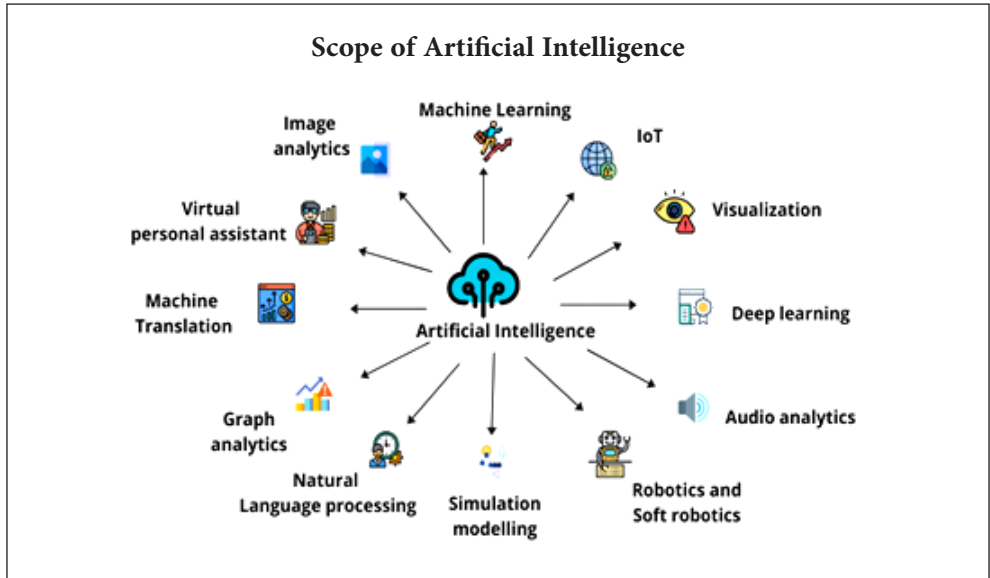 Scope of Artificial Intelligence
Machine Learning
IoT
Visualization
Deep learning
Audio analytics
Robotics and
Soft robotics
Simulation
modelling
Natural
Language processing
Graph
analytics
Machine
Translation
Virtual
personal assistant
Image
analytics
Artificial Intelligence